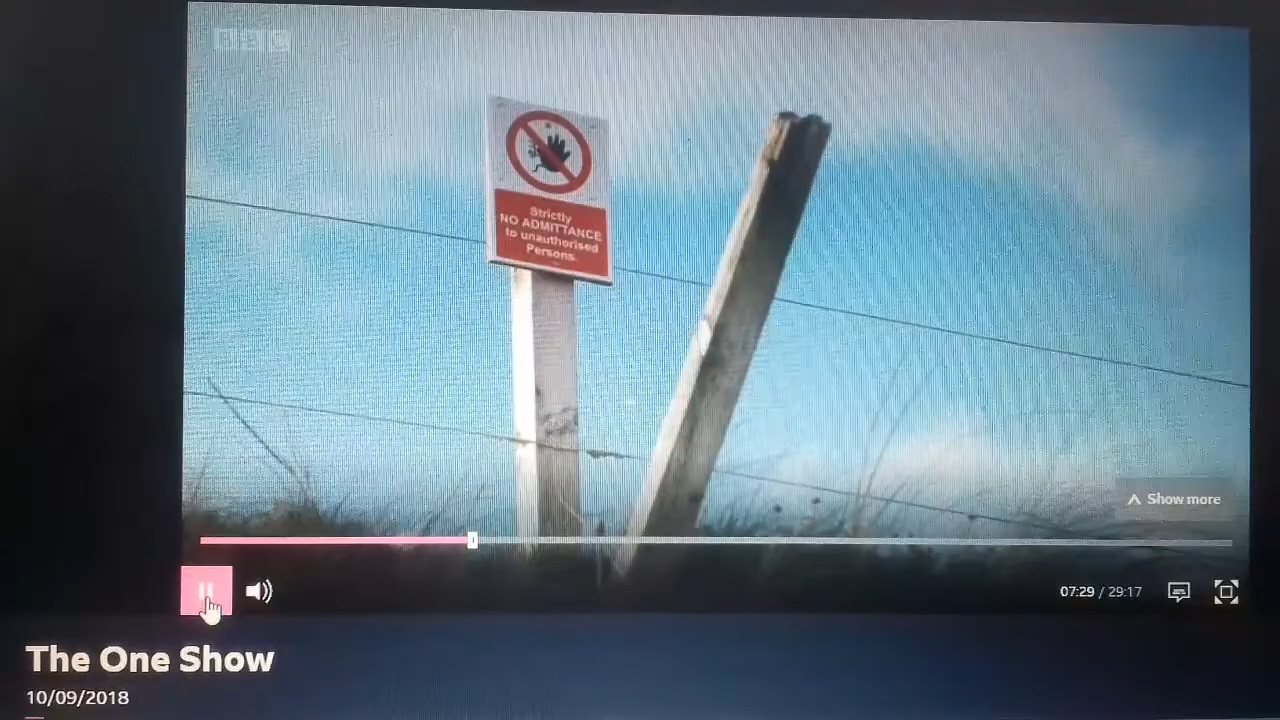 Strictly
NO ADMITTANCE
to unauthorised
Persons.
Show more
07:29 / 29:17
The One Show
10/09/2018